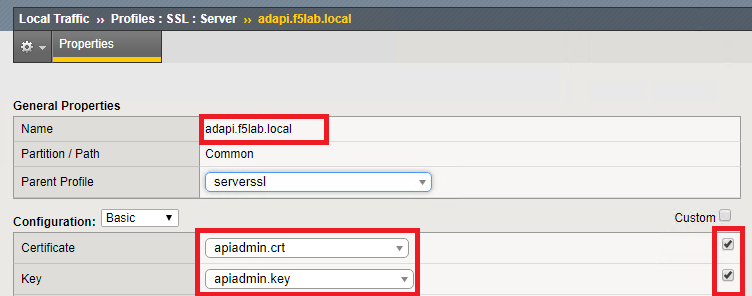 Local Traffic ›› Profiles : SSL : Server ›› adapi.f5lab.local
Properties
General Properties
Name adapi.f5lab.local
Partition / Path Common
Parent Profile serverssl
Configuration: Basic Custom
Certificate apiadmin.crt
Key apiadmin.key